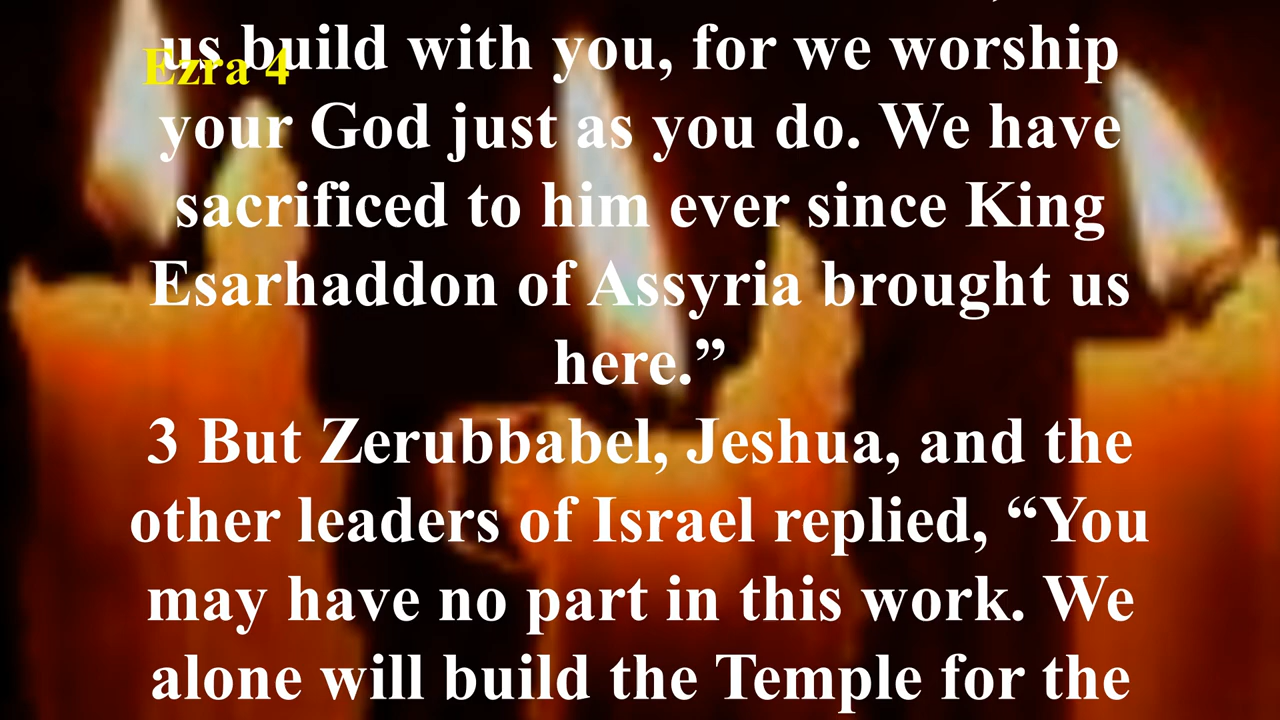 Ezra 4
us build with you, for we worship
your God just as you do. We have
sacrificed to him ever since King
Esarhaddon of Assyria brought us
here.”
3 But Zerubbabel, Jeshua, and the
other leaders of Israel replied, “You
may have no part in this work. We
alone will build the Temple for the